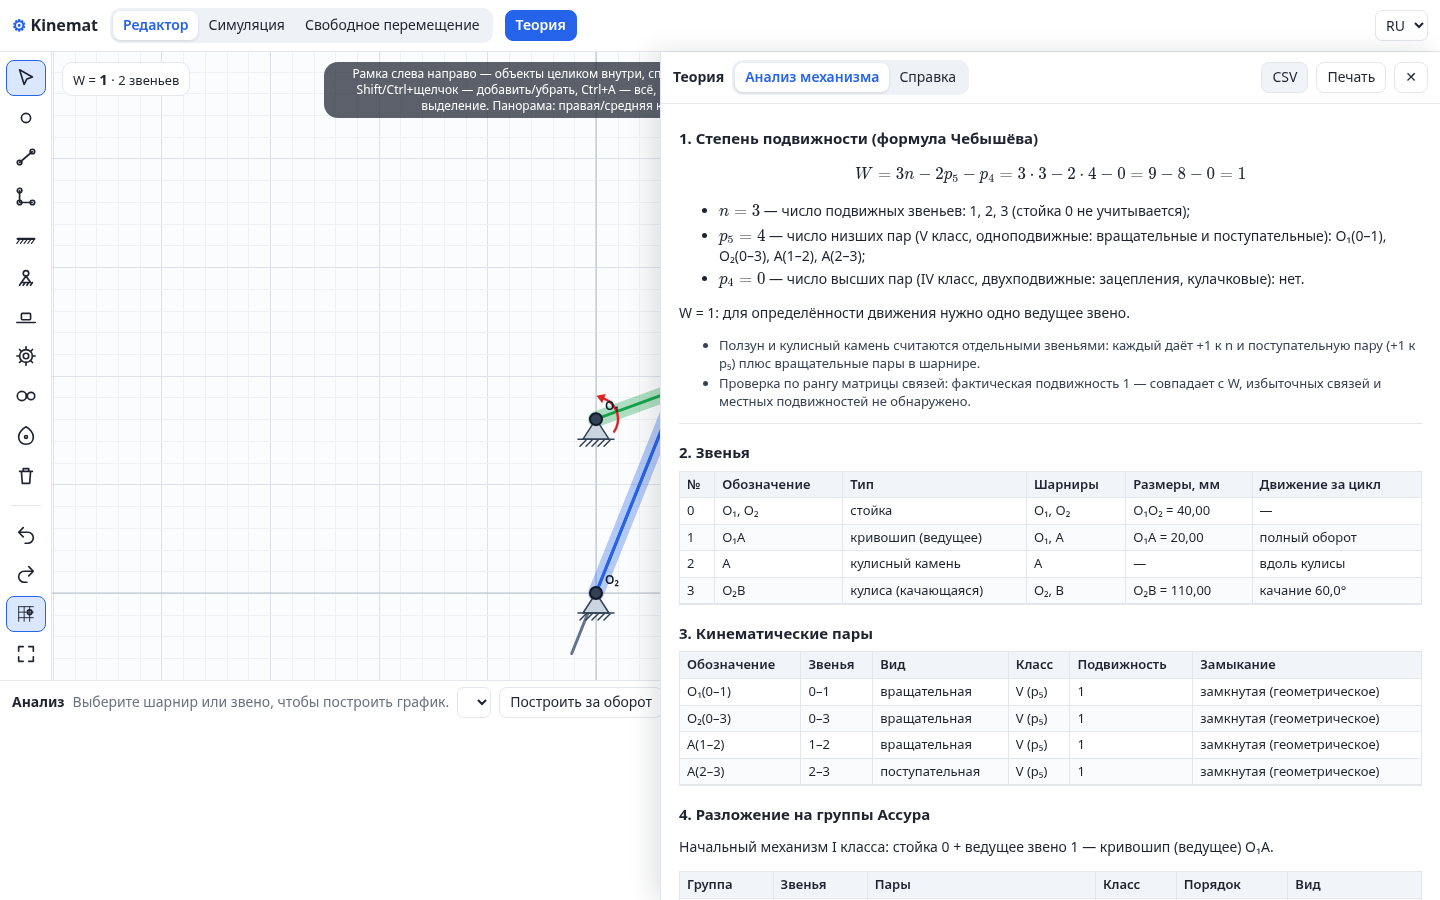 Kinemat
Редактор
Симуляция
Свободное перемещение
Теория
RU
W = 1 · 2 звеньев
Рамка слева направо — объекты целиком внутри, сп
Shift/Ctrl+щелчок — добавить/убрать, Ctrl+A — всё,
выделение. Панорама: правая/средняя к
O₂
Анализ
Выберите шарнир или звено, чтобы построить график.
Построить за оборот
Теория
Анализ механизма
Справка
CSV
Печать
✕
1. Степень подвижности (формула Чебышёва)
W = 3n − 2p₅ − p₄ = 3 · 3 − 2 · 4 − 0 = 9 − 8 − 0 = 1
• n = 3 — число подвижных звеньев: 1, 2, 3 (стойка 0 не учитывается);
• p₅ = 4 — число низших пар (V класс, одноподвижные: вращательные и поступательные): O₁(0–1),
O₂(0–3), A(1–2), A(2–3);
• p₄ = 0 — число высших пар (IV класс, двухподвижные: зацепления, кулачковые): нет.
W = 1: для определённости движения нужно одно ведущее звено.
• Ползун и кулисный камень считаются отдельными звеньями: каждый даёт +1 к n и поступательную пару (+1 к
p₅) плюс вращательные пары в шарнире.
• Проверка по рангу матрицы связей: фактическая подвижность 1 — совпадает с W, избыточных связей и
местных подвижностей не обнаружено.
2. Звенья
№ Обозначение Тип Шарниры Размеры, мм Движение за цикл
0 O₁, O₂ стойка O₁, O₂ O₁O₂ = 40,00 —
1 O₁A кривошип (ведущее) O₁, A O₁A = 20,00 полный оборот
2 A кулисный камень A — вдоль кулисы
3 O₂B кулиса (качающаяся) O₂, B O₂B = 110,00 качание 60,0°
3. Кинематические пары
Обозначение Звенья Вид Класс Подвижность Замыкание
O₁(0–1) 0–1 вращательная V (p₅) 1 замкнутая (геометрическое)
O₂(0–3) 0–3 вращательная V (p₅) 1 замкнутая (геометрическое)
A(1–2) 1–2 вращательная V (p₅) 1 замкнутая (геометрическое)
A(2–3) 2–3 поступательная V (p₅) 1 замкнутая (геометрическое)
4. Разложение на группы Ассура
Начальный механизм I класса: стойка 0 + ведущее звено 1 — кривошип (ведущее) O₁A.
Группа Звенья Пары Класс Порядок Вид